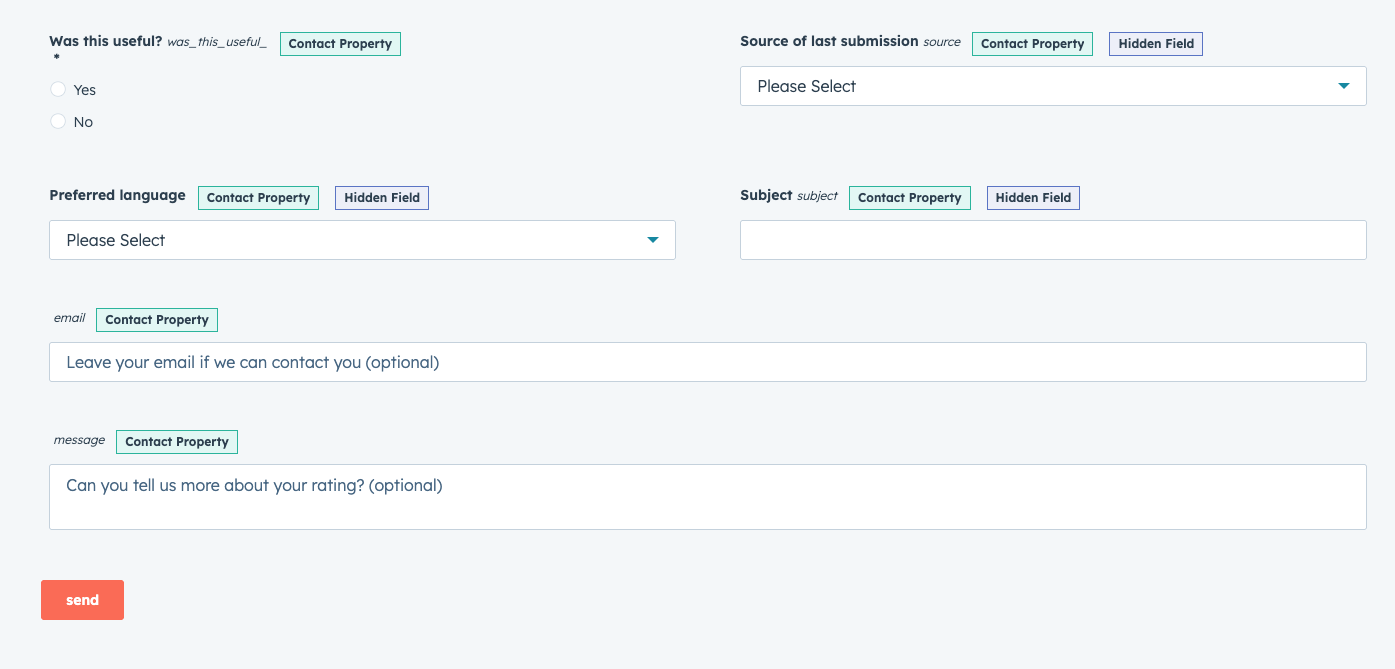 Was this useful? was_this_useful_ Contact Property
*
Yes
No
Source of last submission source Contact Property Hidden Field
Please Select
Preferred language Contact Property Hidden Field
Please Select
Subject subject Contact Property Hidden Field
email Contact Property
Leave your email if we can contact you (optional)
message Contact Property
Can you tell us more about your rating? (optional)
send